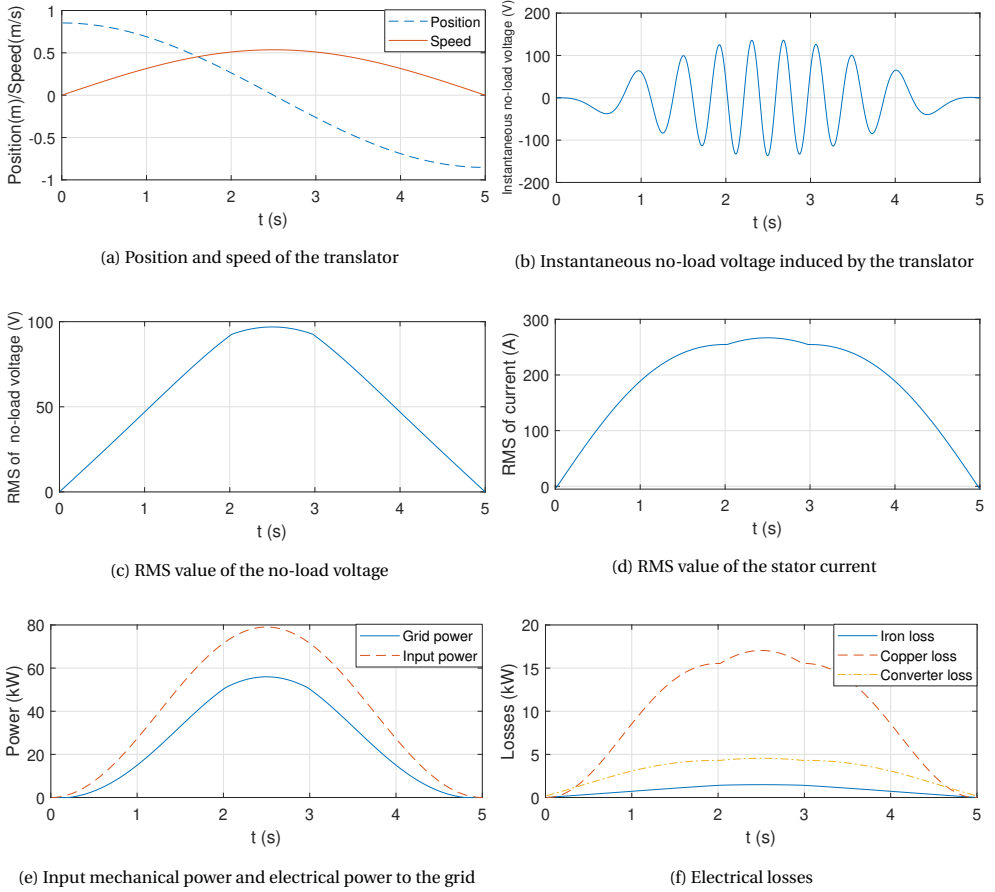 Position(m)/Speed(m/s)
1
0.5
0
-0.5
-1
Position
Speed
0 1 2 3 4 5
t (s)
(a) Position and speed of the translator
Instantaneous no-load voltage (V)
200
100
0
-100
-200
0 1 2 3 4 5
t (s)
(b) Instantaneous no-load voltage induced by the translator
RMS of no-load voltage (V)
100
50
0
0 1 2 3 4 5
t (s)
(c) RMS value of the no-load voltage
RMS of current (A)
300
200
100
0
0 1 2 3 4 5
t (s)
(d) RMS value of the stator current
Power (kW)
80
60
40
20
0
Grid power
Input power
0 1 2 3 4 5
t (s)
(e) Input mechanical power and electrical power to the grid
Losses (kW)
20
15
10
5
0
Iron loss
Copper loss
Converter loss
0 1 2 3 4 5
t (s)
(f) Electrical losses